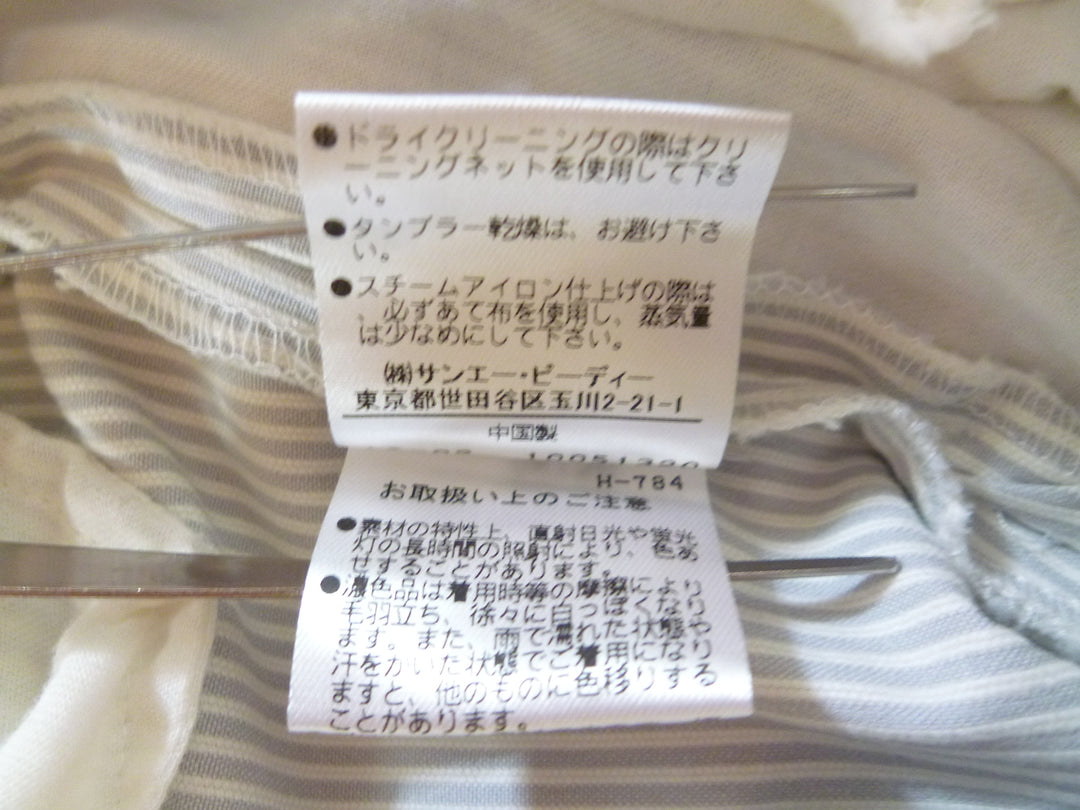 ●ドライクリーニングの際はクリ
ーニングネットを使用して下さ
い。
●タンブラー乾燥は、お避け下さ
い。
●スチームアイロン仕上げの際は
、必ずあて布を使用し、蒸気量
は少なめにして下さい。
㈱サンエー・ビーディー
東京都世田谷区玉川2-21-1
中国製
H-784
お取扱い上のご注意
●素材の特性上、直射日光や蛍光
灯の長時間の照射により、色あ
せすることがあります。
●濃色品は着用時等の摩擦により
毛羽立ち、徐々に白っぽくなり
ます。また、雨で濡れた状態や
汗をかいた状態でご着用になり
ますと、他のものに色移りする
ことがあります。